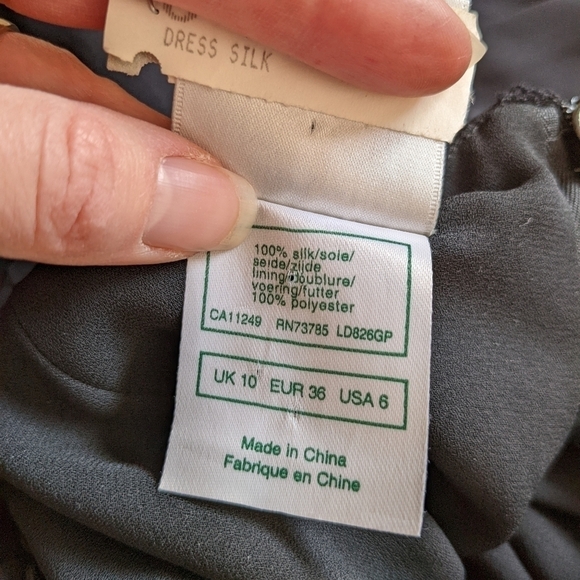 DRESS SILK
100% silk/soie/
seide/zijde
lining/doublure/
voering/futter
100% polyester
CA11249 RN73785 LD826GP
UK 10 EUR 36 USA 6
Made in China
Fabrique en Chine